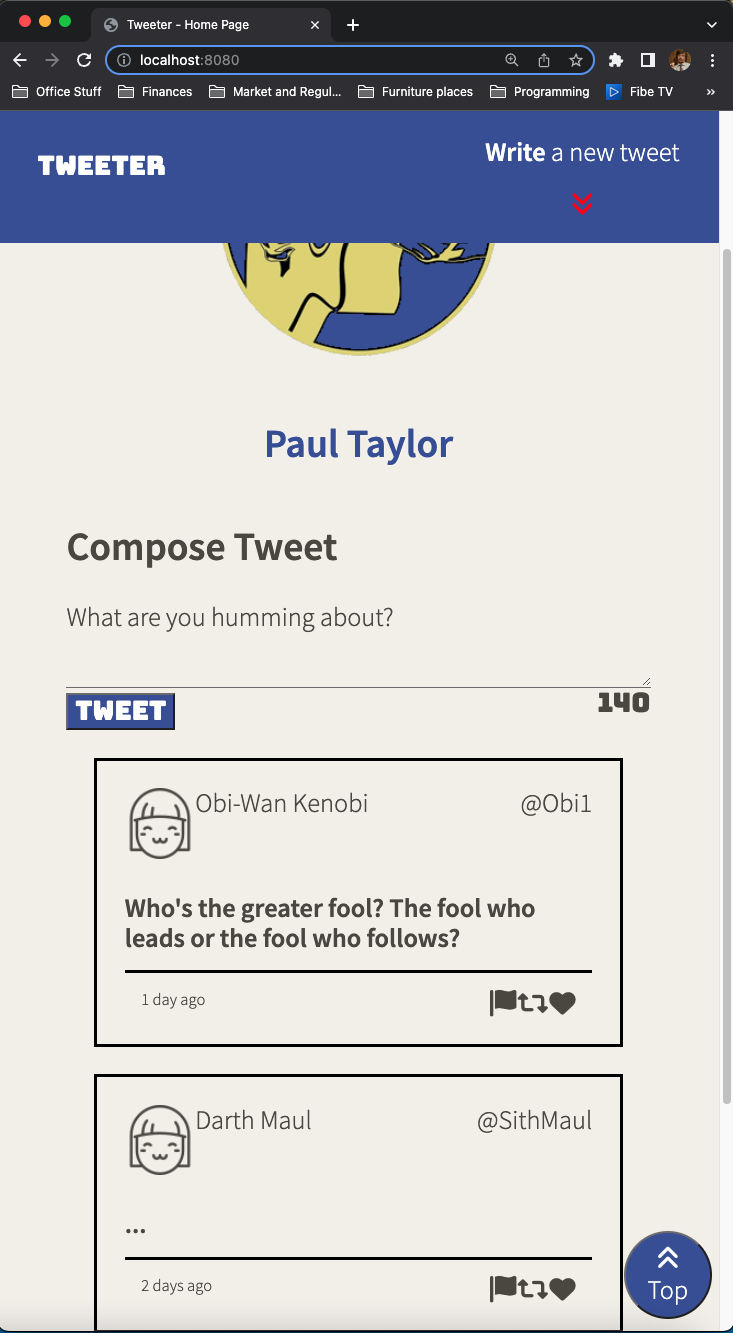 Tweeter - Home Page
localhost:8080
Office Stuff Finances Market and Regul... Furniture places Programming Fibe TV »
TWEETER
Write a new tweet
Paul Taylor
Compose Tweet
What are you humming about?
TWEET
140
Obi-Wan Kenobi @Obi1
Who's the greater fool? The fool who
leads or the fool who follows?
1 day ago
Darth Maul @SithMaul
...
2 days ago
Top